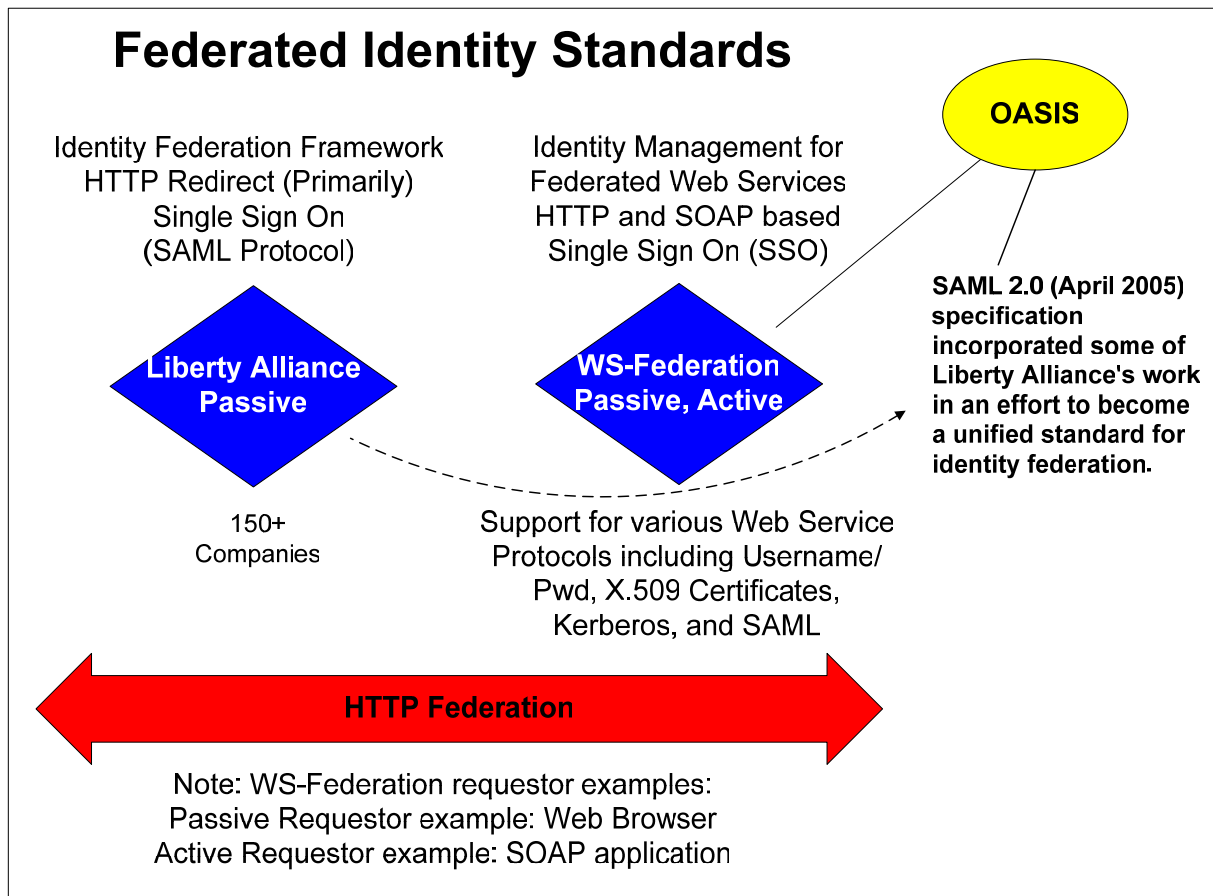 Federated Identity Standards
OASIS
Identity Federation Framework
HTTP Redirect (Primarily)
Single Sign On
(SAML Protocol)
Identity Management for
Federated Web Services
HTTP and SOAP based
Single Sign On (SSO)
Liberty Alliance
Passive
WS-Federation
Passive, Active
SAML 2.0 (April 2005)
specification
incorporated some of
Liberty Alliance's work
in an effort to become
a unified standard for
identity federation.
150+
Companies
Support for various Web Service
Protocols including Username/
Pwd, X.509 Certificates,
Kerberos, and SAML
HTTP Federation
Note: WS-Federation requestor examples:
Passive Requestor example: Web Browser
Active Requestor example: SOAP application